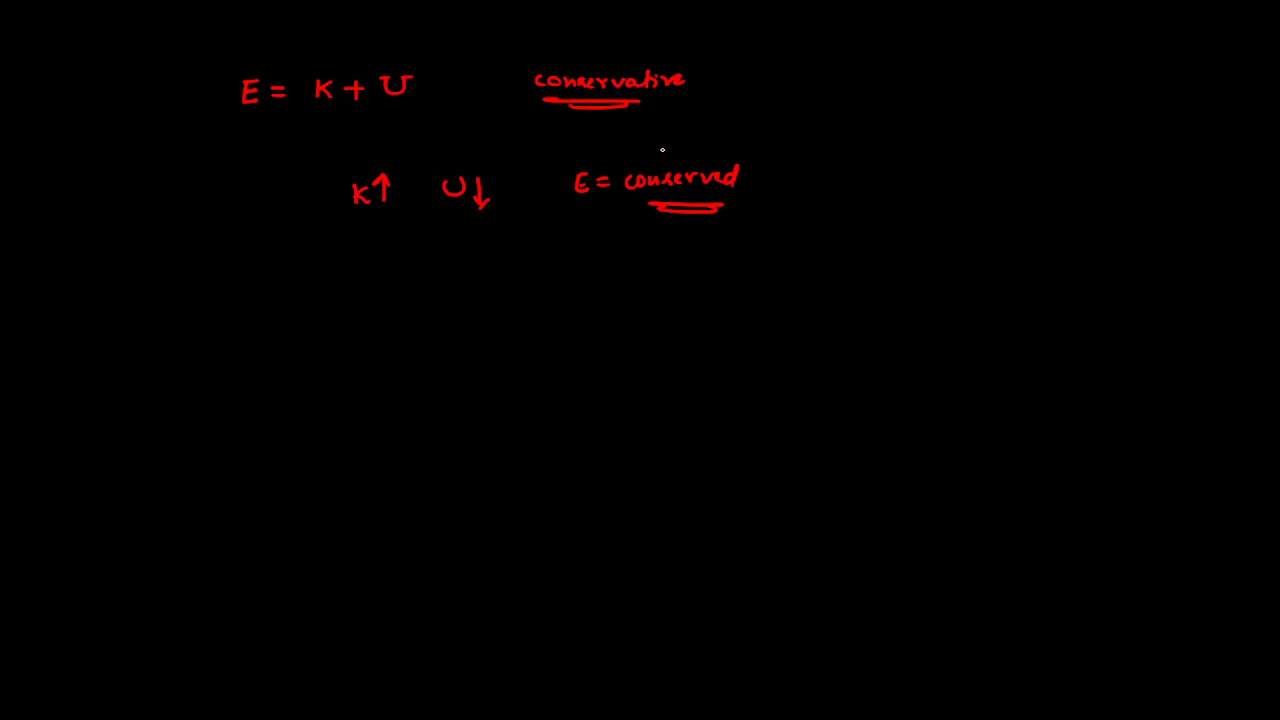 E = K + U conservative
K↑ U↓ E = conserved